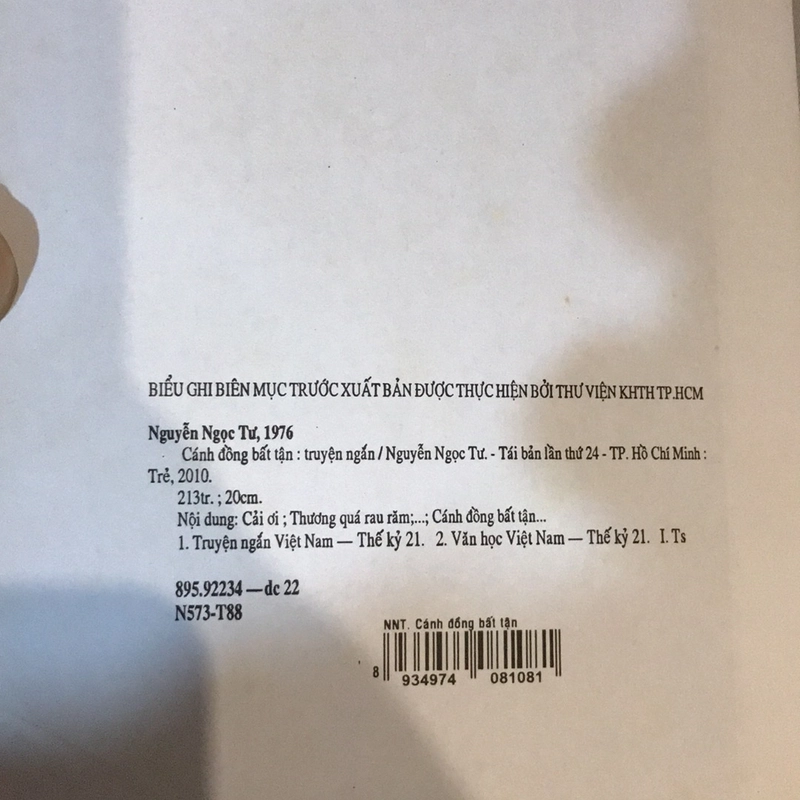 BIỂU GHI BIÊN MỤC TRƯỚC XUẤT BẢN ĐƯỢC THỰC HIỆN BỞI THƯ VIỆN KHTH TP.HCM
Nguyễn Ngọc Tư, 1976
Cánh đồng bất tận : truyện ngắn / Nguyễn Ngọc Tư. - Tái bản lần thứ 24 - TP. Hồ Chí Minh :
Trẻ, 2010.
213tr. ; 20cm.
Nội dung: Cải ơi ; Thương quá rau răm;...; Cánh đồng bất tận...
1. Truyện ngắn Việt Nam — Thế kỷ 21. 2. Văn học Việt Nam — Thế kỷ 21. I. Ts
895.92234 — dc 22
N573-T88
NNT. Cánh đồng bất tận
8 934974 081081